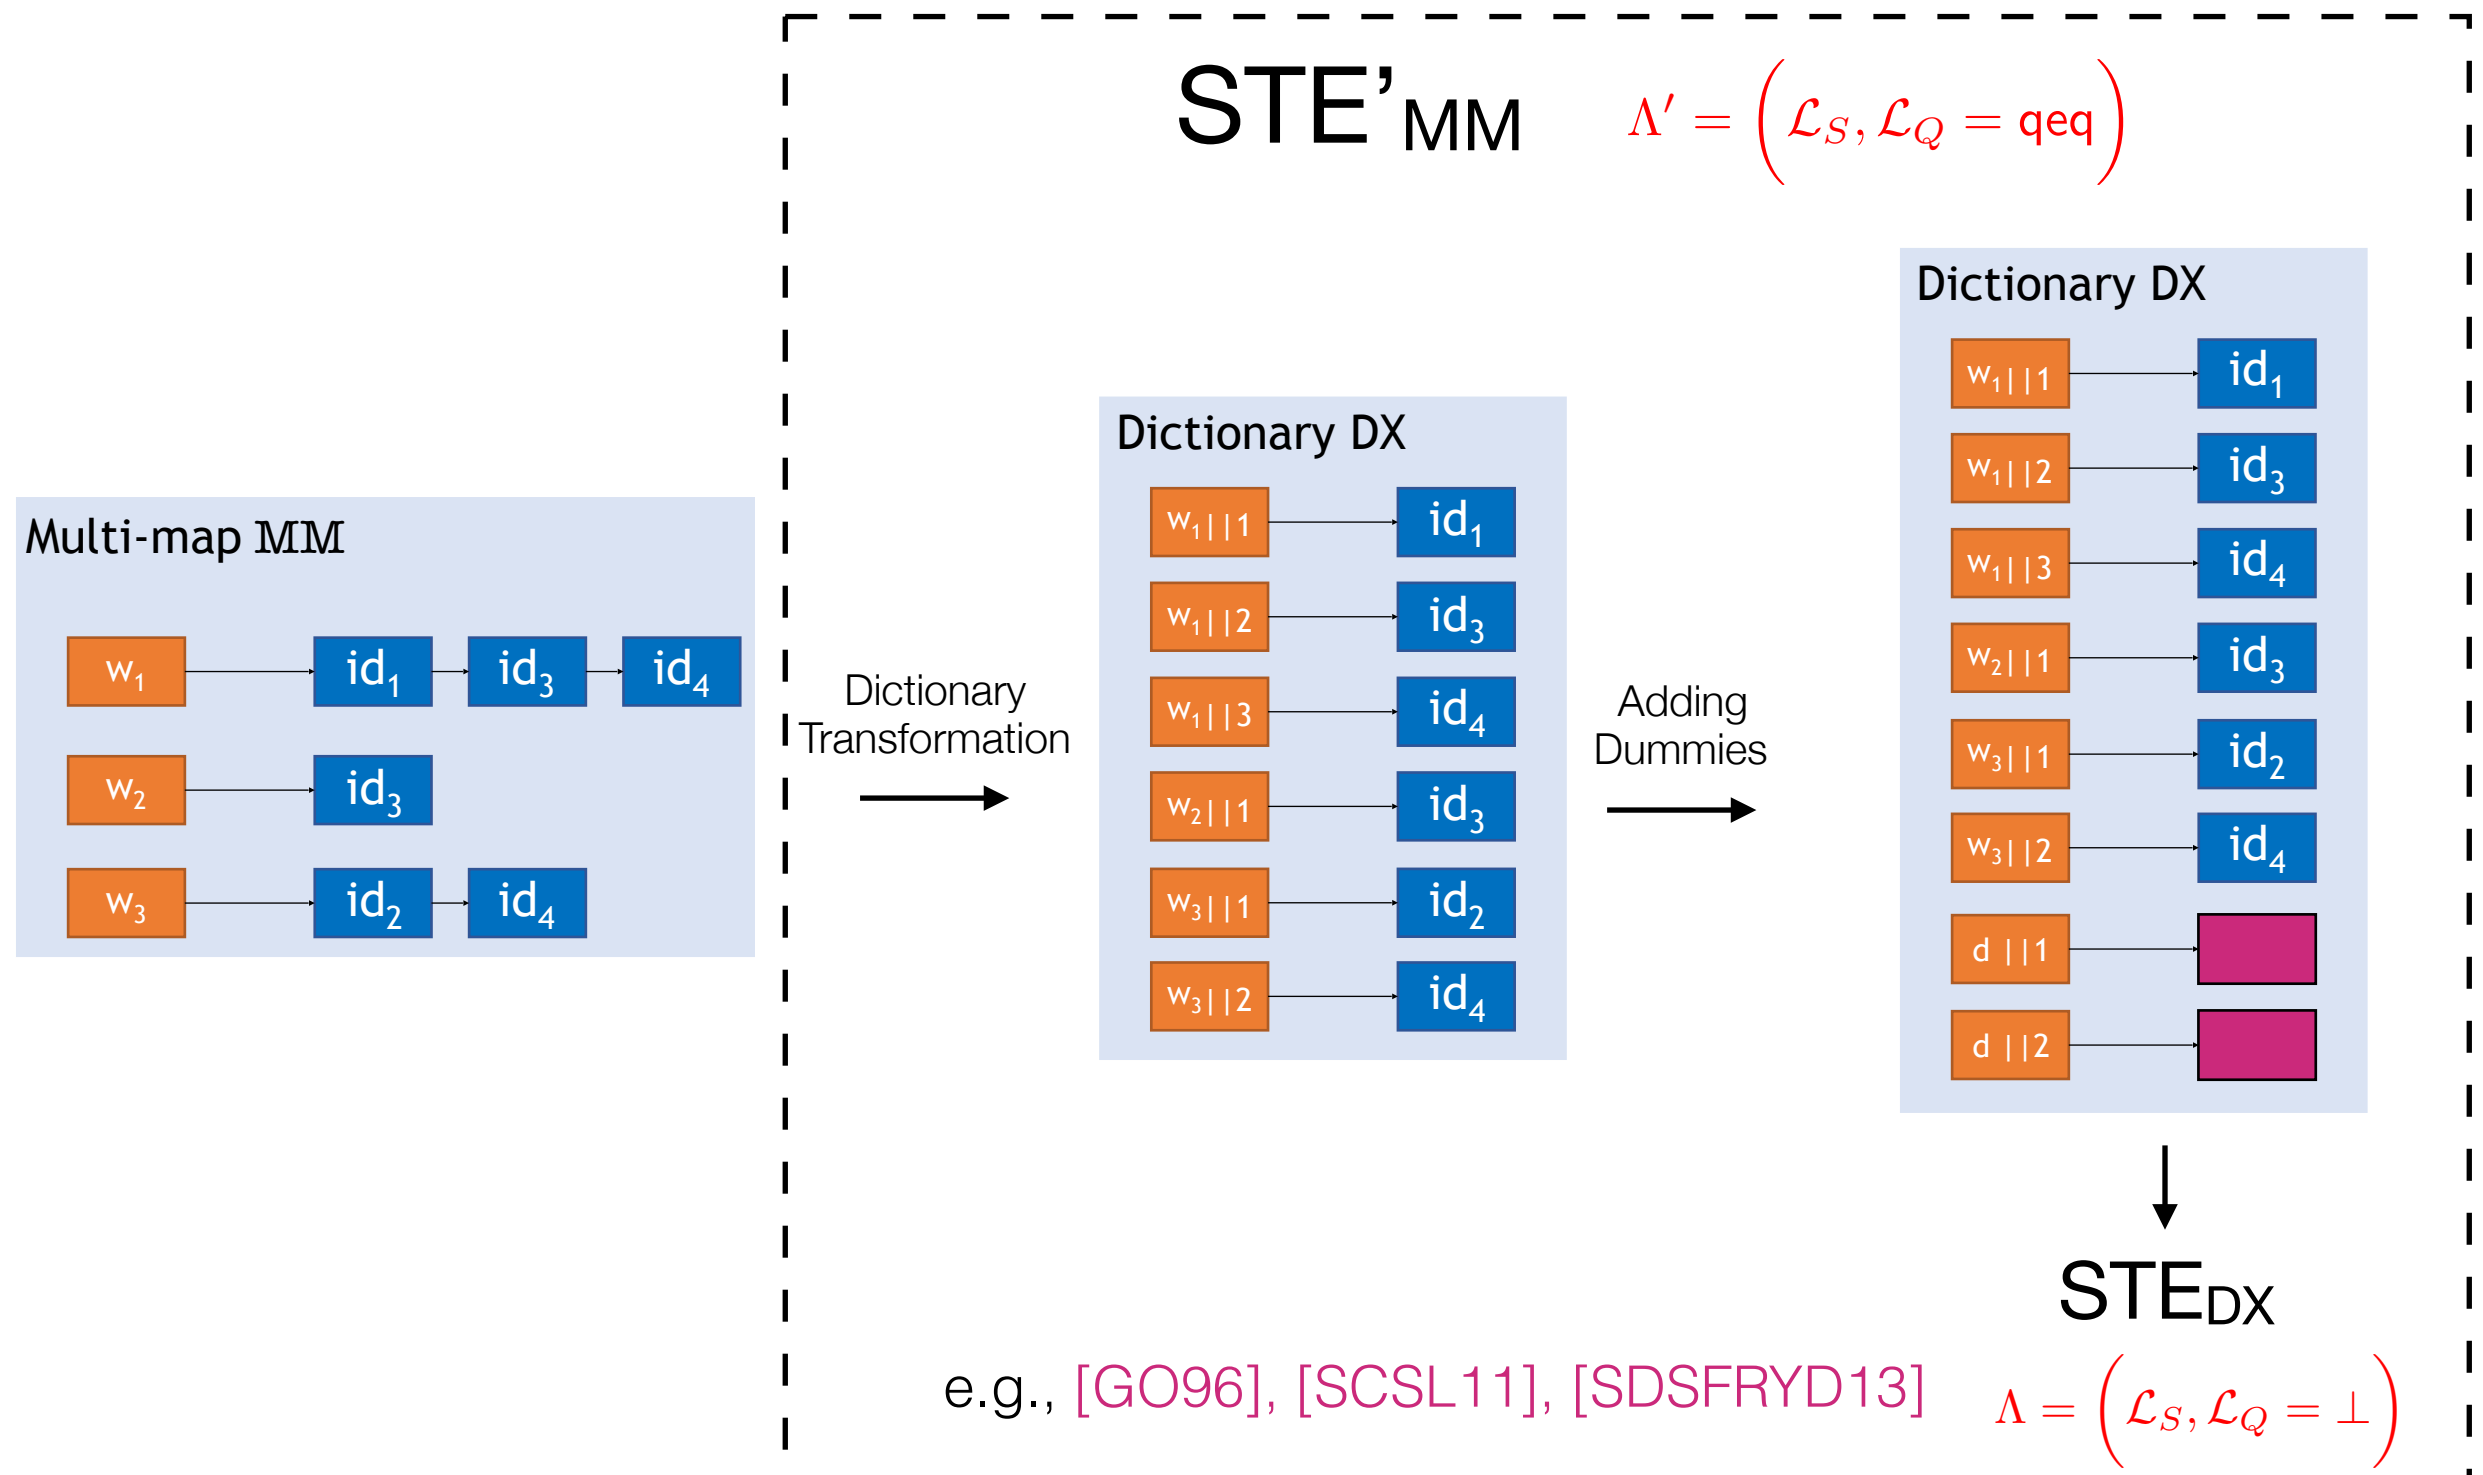 STE’MM Λ′ = (ℒS, ℒQ = qeq)
Multi-map MM
w1 id1 id3 id4
w2 id3
w3 id2 id4
Dictionary
Transformation
Dictionary DX
w1||1 id1
w1||2 id3
w1||3 id4
w2||1 id3
w3||1 id2
w3||2 id4
Adding
Dummies
Dictionary DX
w1||1 id1
w1||2 id3
w1||3 id4
w2||1 id3
w3||1 id2
w3||2 id4
d ||1
d ||2
STEDX
e.g., [GO96], [SCSL11], [SDSFRYD13]
Λ = (ℒS, ℒQ = ⊥)